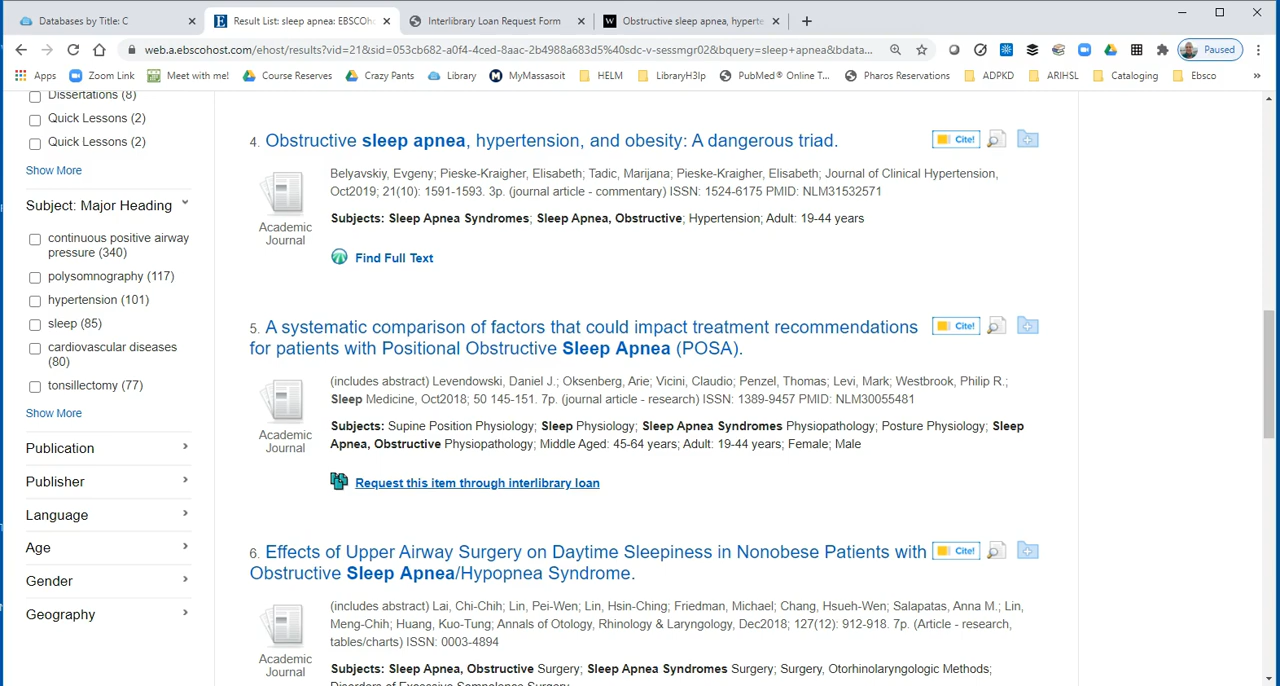 Databases by Title: C
Result List: sleep apnea: EBSCOh
Interlibrary Loan Request Form
Obstructive sleep apnea, hyperte
web.a.ebscohost.com/ehost/results?vid=21&sid=053cb682-a0f4-4ced-8aac-2b4988a683d5%40sdc-v-sessmgr02&bquery=sleep+apnea&bdata...
Paused
Apps
Zoom Link
Meet with me!
Course Reserves
Crazy Pants
Library
MyMassasoit
HELM
LibraryH3lp
PubMed® Online T...
Pharos Reservations
ADPKD
ARIHSL
Cataloging
Ebsco
»
Dissertations (8)
Quick Lessons (2)
Quick Lessons (2)
Show More
Subject: Major Heading
continuous positive airway
pressure (340)
polysomnography (117)
hypertension (101)
sleep (85)
cardiovascular diseases
(80)
tonsillectomy (77)
Show More
Publication
Publisher
Language
Age
Gender
Geography
4. Obstructive sleep apnea, hypertension, and obesity: A dangerous triad.
Cite!
Academic
Journal
Belyavskiy, Evgeny; Pieske-Kraigher, Elisabeth; Tadic, Marijana; Pieske-Kraigher, Elisabeth; Journal of Clinical Hypertension,
Oct2019; 21(10): 1591-1593. 3p. (journal article - commentary) ISSN: 1524-6175 PMID: NLM31532571
Subjects: Sleep Apnea Syndromes; Sleep Apnea, Obstructive; Hypertension; Adult: 19-44 years
Find Full Text
5. A systematic comparison of factors that could impact treatment recommendations
for patients with Positional Obstructive Sleep Apnea (POSA).
Cite!
Academic
Journal
(includes abstract) Levendowski, Daniel J.; Oksenberg, Arie; Vicini, Claudio; Penzel, Thomas; Levi, Mark; Westbrook, Philip R.;
Sleep Medicine, Oct2018; 50 145-151. 7p. (journal article - research) ISSN: 1389-9457 PMID: NLM30055481
Subjects: Supine Position Physiology; Sleep Physiology; Sleep Apnea Syndromes Physiopathology; Posture Physiology; Sleep
Apnea, Obstructive Physiopathology; Middle Aged: 45-64 years; Adult: 19-44 years; Female; Male
Request this item through interlibrary loan
6. Effects of Upper Airway Surgery on Daytime Sleepiness in Nonobese Patients with
Obstructive Sleep Apnea/Hypopnea Syndrome.
Cite!
Academic
Journal
(includes abstract) Lai, Chi-Chih; Lin, Pei-Wen; Lin, Hsin-Ching; Friedman, Michael; Chang, Hsueh-Wen; Salapatas, Anna M.; Lin,
Meng-Chih; Huang, Kuo-Tung; Annals of Otology, Rhinology & Laryngology, Dec2018; 127(12): 912-918. 7p. (Article - research,
tables/charts) ISSN: 0003-4894
Subjects: Sleep Apnea, Obstructive Surgery; Sleep Apnea Syndromes Surgery; Surgery, Otorhinolaryngologic Methods;
Disorders of Excessive Somnolence Surgery